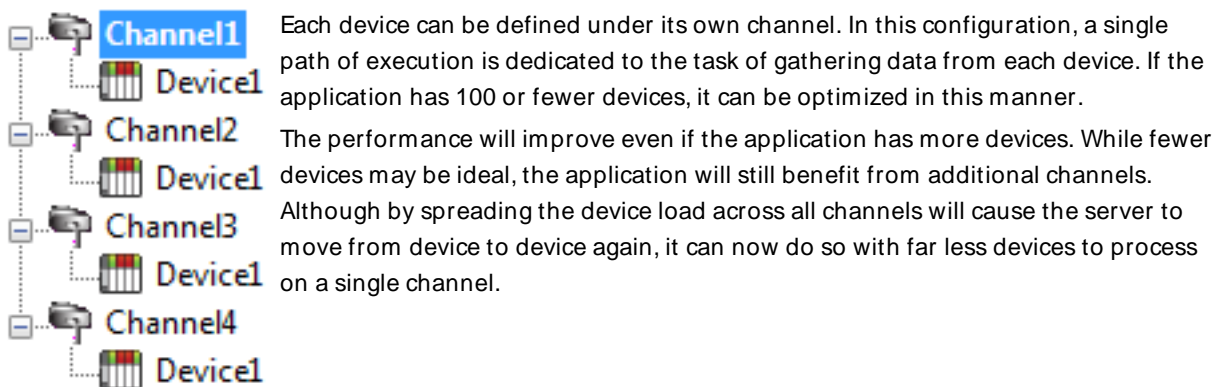 Channel1
Device1
Channel2
Device1
Channel3
Device1
Channel4
Device1
Each device can be defined under its own channel. In this configuration, a single
path of execution is dedicated to the task of gathering data from each device. If the
application has 100 or fewer devices, it can be optimized in this manner.
The performance will improve even if the application has more devices. While fewer
devices may be ideal, the application will still benefit from additional channels.
Although by spreading the device load across all channels will cause the server to
move from device to device again, it can now do so with far less devices to process
on a single channel.